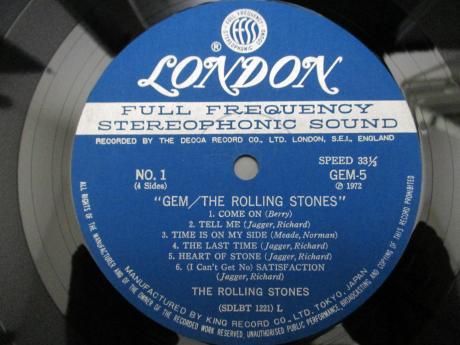 FULL FREQUENCY
®
LONDON
FULL FREQUENCY
STEREOPHONIC SOUND
RECORDED BY THE DECCA RECORD CO., LTD. LONDON, S.E.I., ENGLAND
NO. 1
(4 Sides)
SPEED 33⅓
GEM-5
℗ 1972
"GEM/THE ROLLING STONES"
1. COME ON (Berry)
2. TELL ME (Jagger, Richard)
3. TIME IS ON MY SIDE (Meade, Norman)
4. THE LAST TIME (Jagger, Richard)
5. HEART OF STONE (Jagger, Richard)
6. (I Can't Get No) SATISFACTION
(Jagger, Richard)
THE ROLLING STONES
(SDLBT 1221) L
MANUFACTURED BY KING RECORD CO., LTD. TOKYO, JAPAN
ALL RIGHTS OF THE MANUFACTURER AND OF THE OWNER OF THE RECORDED WORK RESERVED, UNAUTHORISED PUBLIC PERFORMANCE, BROADCASTING AND COPYING OF THIS RECORD PROHIBITED